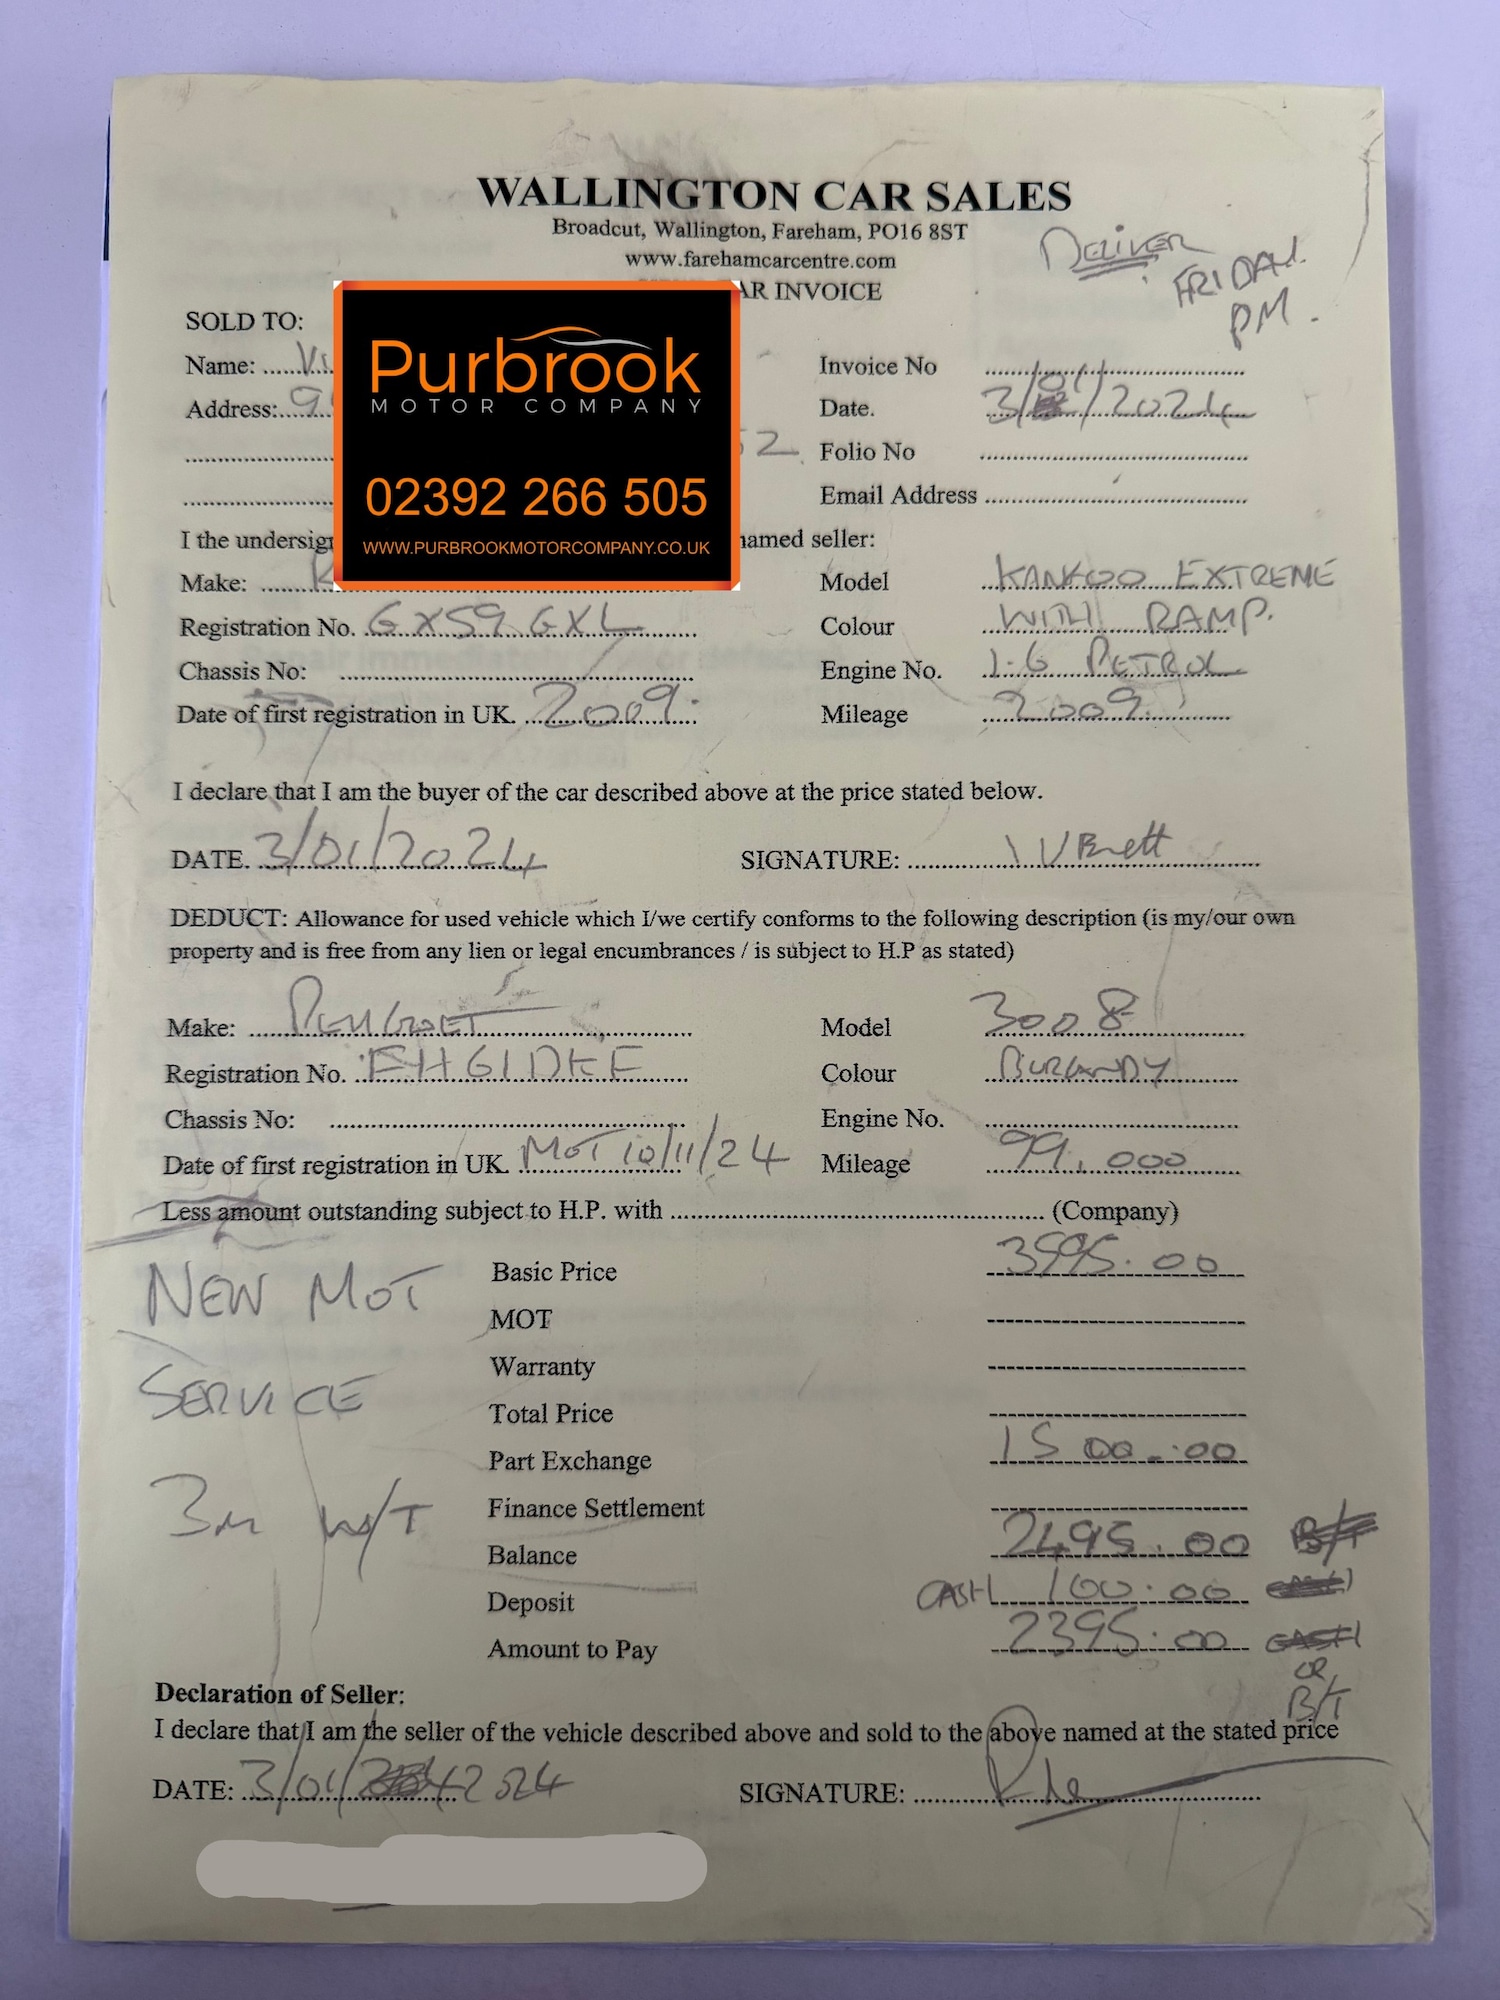 WALLINGTON CAR SALES
Broadcut, Wallington, Fareham, PO16 8ST
www.farehamcarcentre.com
AR INVOICE
DELIVER
FRIDAY
PM.
SOLD TO:
Purbrook
MOTOR COMPANY
02392 266 505
WWW.PURBROOKMOTORCOMPANY.CO.UK
Name: Vi
Invoice No
Address: 9
Date. 3/01/2024
52
Folio No
Email Address
I the undersig named seller:
Make:
Model KANKOO EXTREME
Registration No. GX59 GXL
Colour WITH RAMP.
Chassis No:
Engine No. 1.6 PETROL
Date of first registration in UK. 2009.
Mileage 2009
I declare that I am the buyer of the car described above at the price stated below.
DATE. 3/01/2024
SIGNATURE:
DEDUCT: Allowance for used vehicle which I/we certify conforms to the following description (is my/our own
property and is free from any lien or legal encumbrances / is subject to H.P as stated)
Make: PEUGOET
Model 3008
Registration No. EH61DKE
Colour BURGANDY
Chassis No:
Engine No.
Date of first registration in UK. MOT 10/11/24
Mileage 99,000
Less amount outstanding subject to H.P. with (Company)
NEW MOT
SERVICE
3m W/T
Basic Price 3995.00
MOT
Warranty
Total Price
Part Exchange 1500.00
Finance Settlement
Balance 2495.00 B/T
Deposit CASH 100.00
Amount to Pay 2395.00 CASH
OR
B/T
Declaration of Seller:
I declare that I am the seller of the vehicle described above and sold to the above named at the stated price
DATE: 3/01/2024
SIGNATURE: